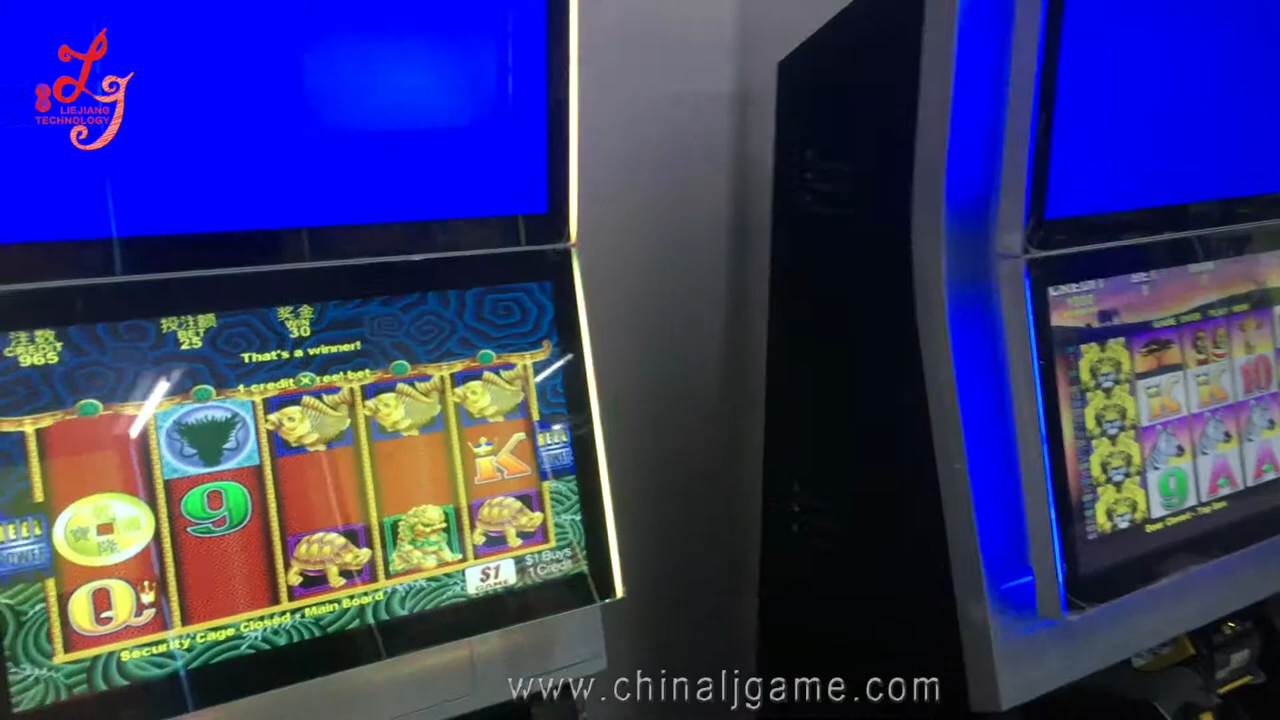 LIEJIANG
TECHNOLOGY
注数
CREDIT
965
投注额
BET
25
奖金
WIN
30
That's a winner!
1 credit X reel bet
9
K
Q
REEL
POWER
$1
GAME
$1 Buys
1 Credit
Security Cage Closed - Main Board
K
K
10
9
A
A
www.chinaljgame.com